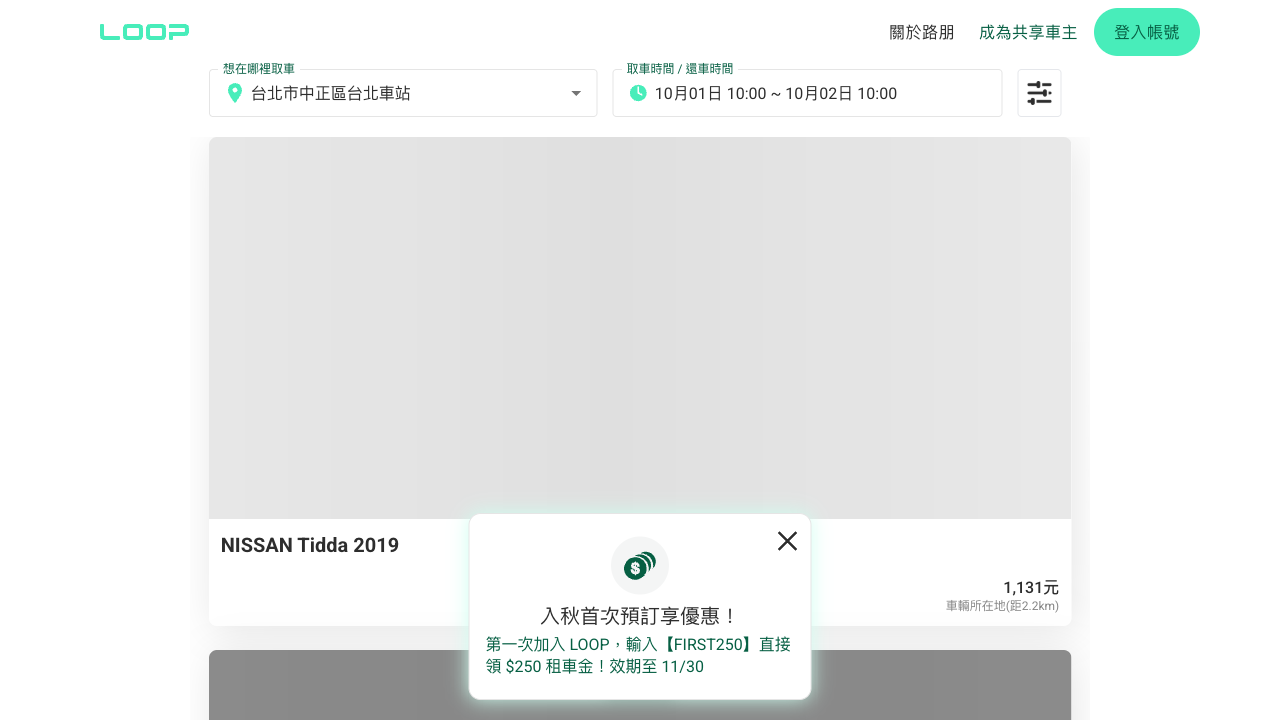 LOOP
關於路朋
成為共享車主
登入帳號
想在哪裡取車
台北市中正區台北車站
取車時間 / 還車時間
10月01日 10:00 ~ 10月02日 10:00
NISSAN Tidda 2019
1,131元
車輛所在地(距2.2km)
入秋首次預訂享優惠！
第一次加入 LOOP，輸入【FIRST250】直接
領 $250 租車金！效期至 11/30